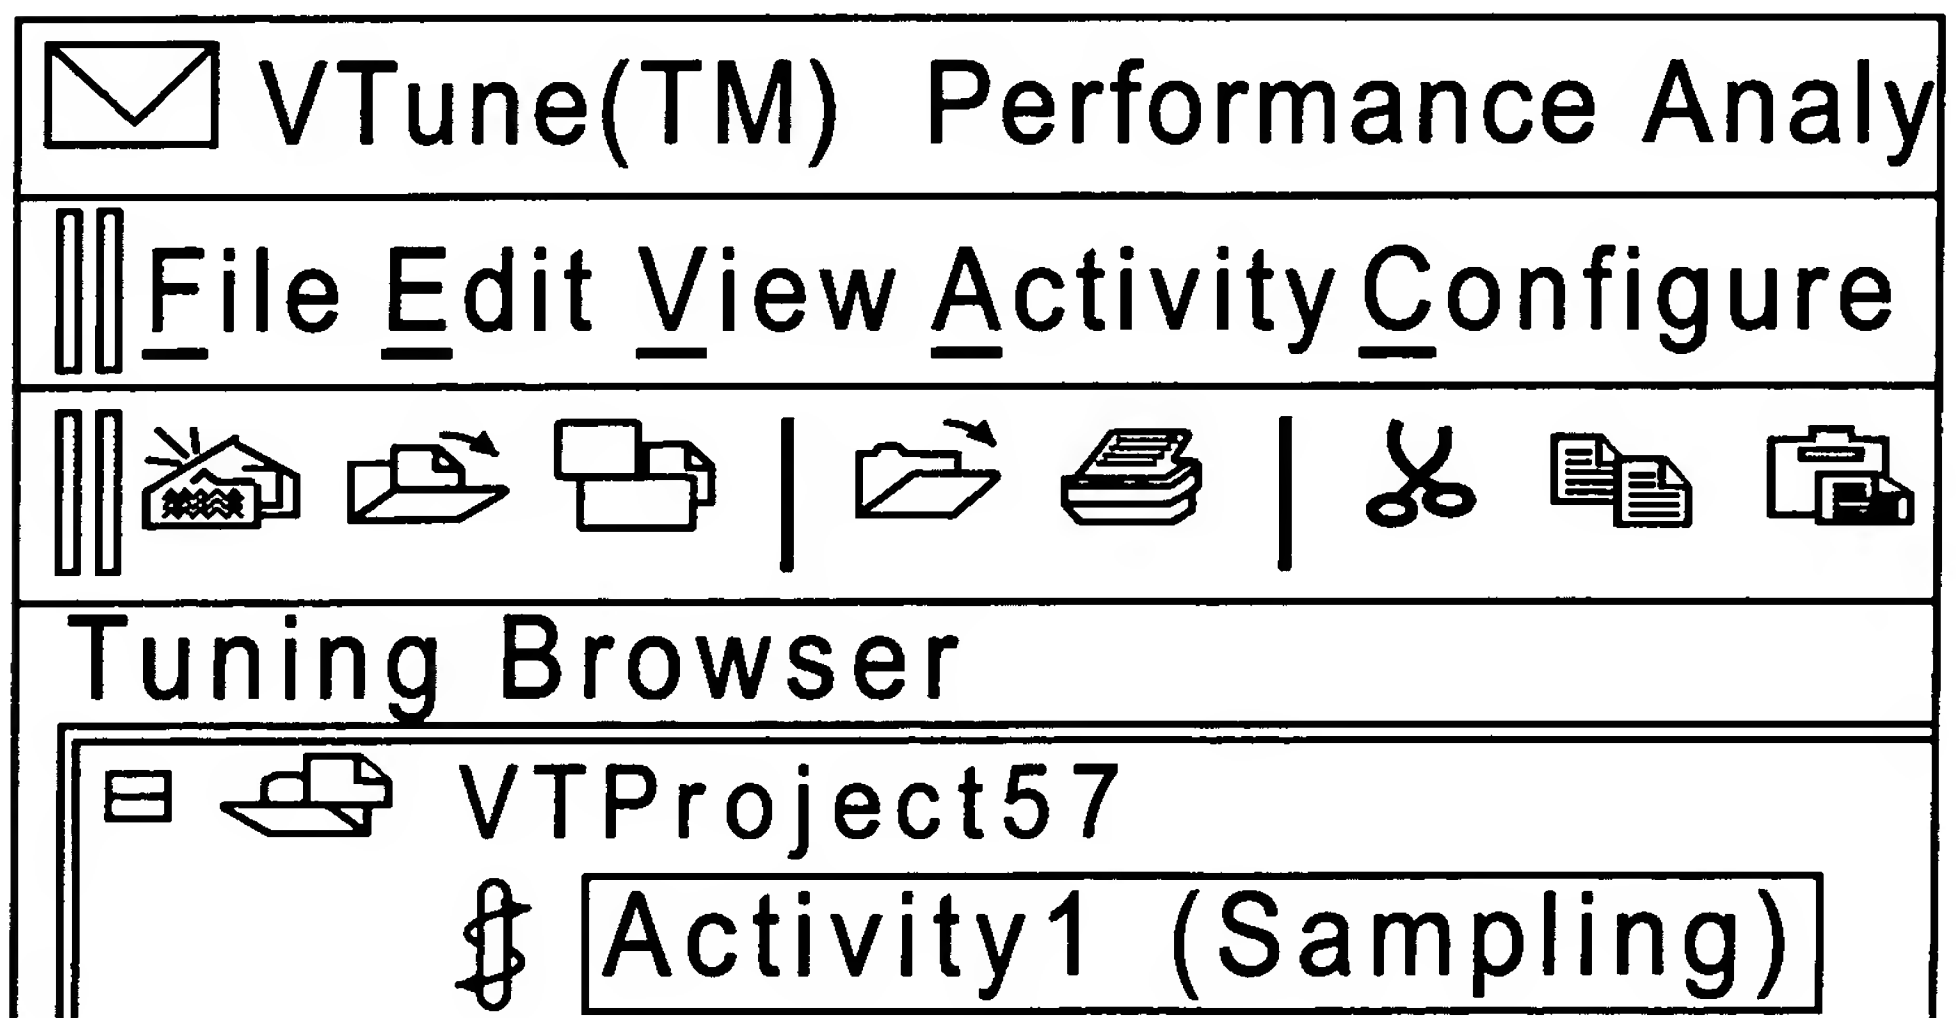 VTune(TM) Performance Analy
File Edit View Activity Configure
Tuning Browser
VTProject57
Activity1 (Sampling)